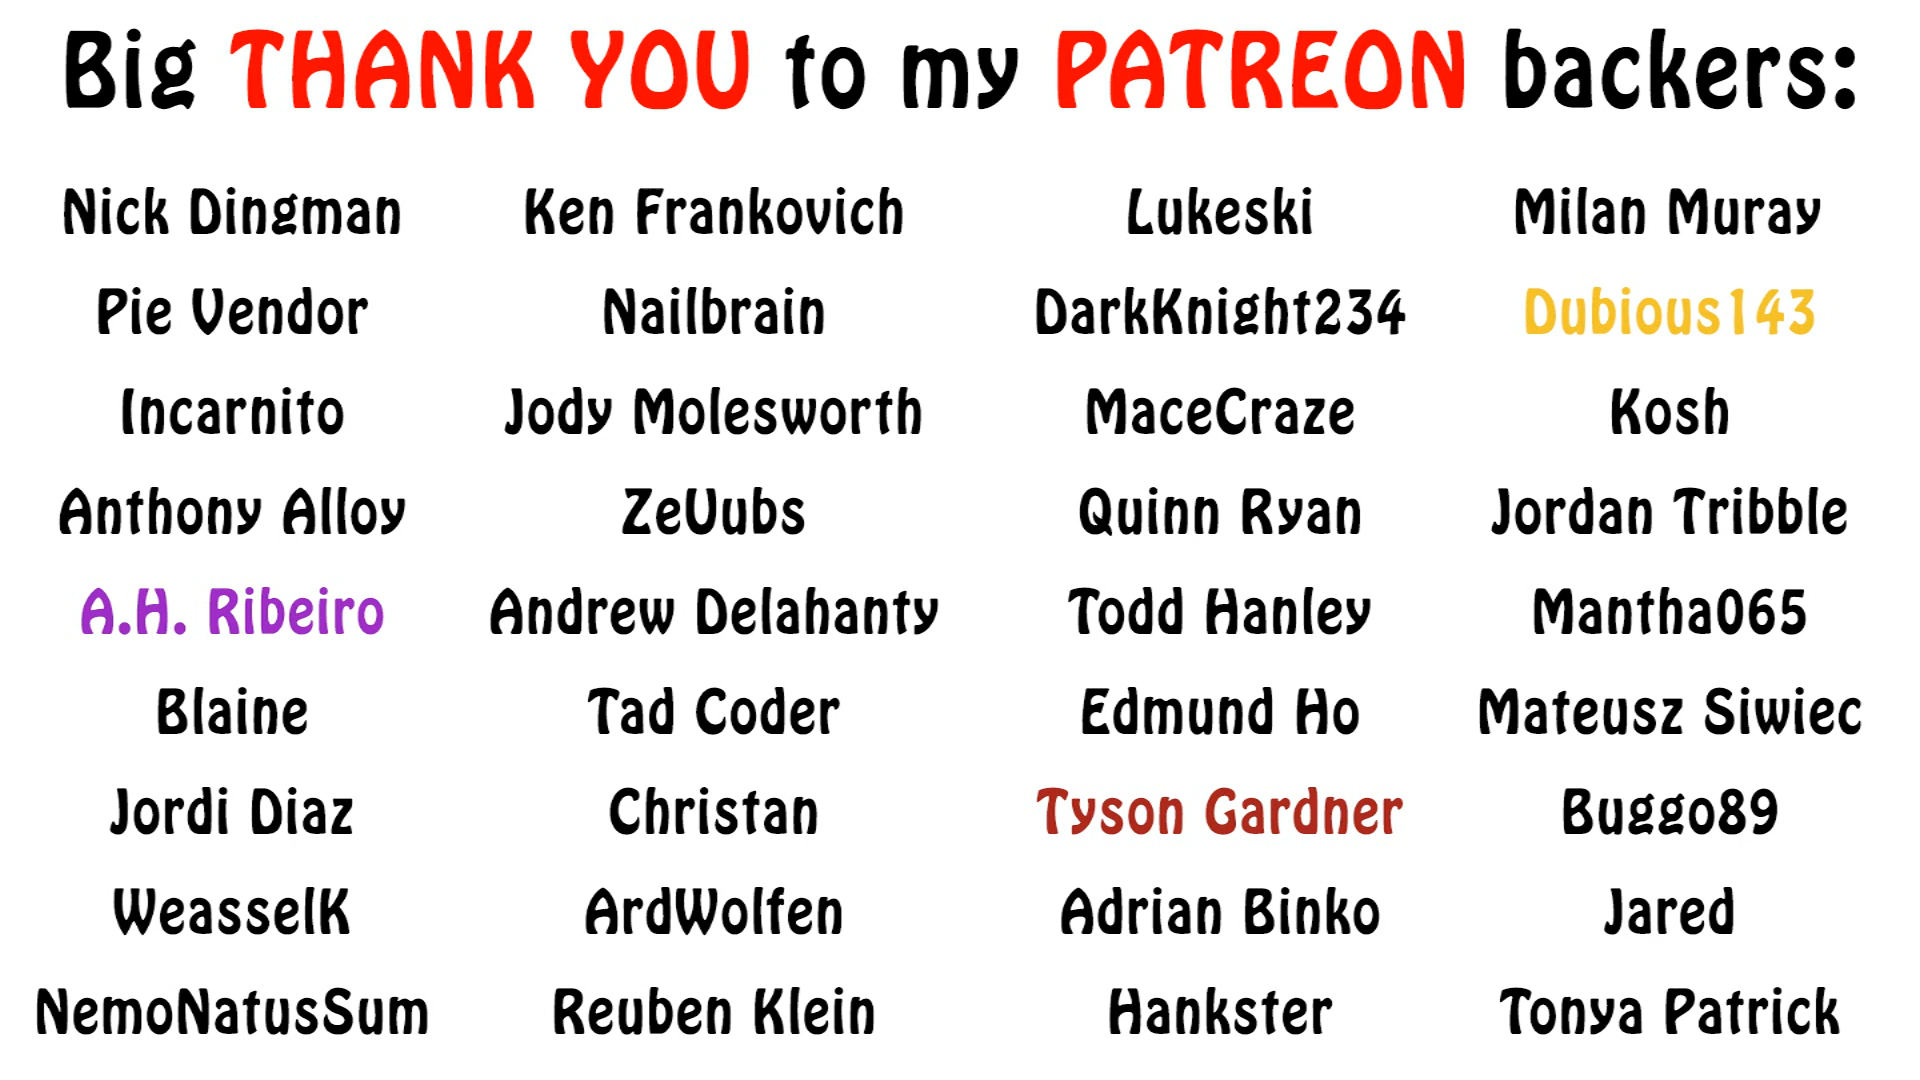 Big THANK YOU to my PATREON backers:
Nick Dingman Ken Frankovich Lukeski Milan Muray
Pie Vendor Nailbrain DarkKnight234 Dubious143
Incarnito Jody Molesworth MaceCraze Kosh
Anthony Alloy ZeUubs Quinn Ryan Jordan Tribble
A.H. Ribeiro Andrew Delahanty Todd Hanley Mantha065
Blaine Tad Coder Edmund Ho Mateusz Siwiec
Jordi Diaz Christan Tyson Gardner Buggo89
WeasselK ArdWolfen Adrian Binko Jared
NemoNatusSum Reuben Klein Hankster Tonya Patrick